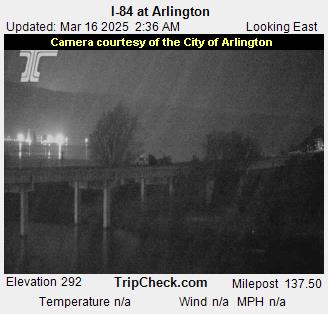 I-84 at Arlington
Updated: Mar 16 2025 2:36 AM Looking East
Camera courtesy of the City of Arlington
Elevation 292 TripCheck.com Milepost 137.50
Temperature n/a Wind n/a MPH n/a